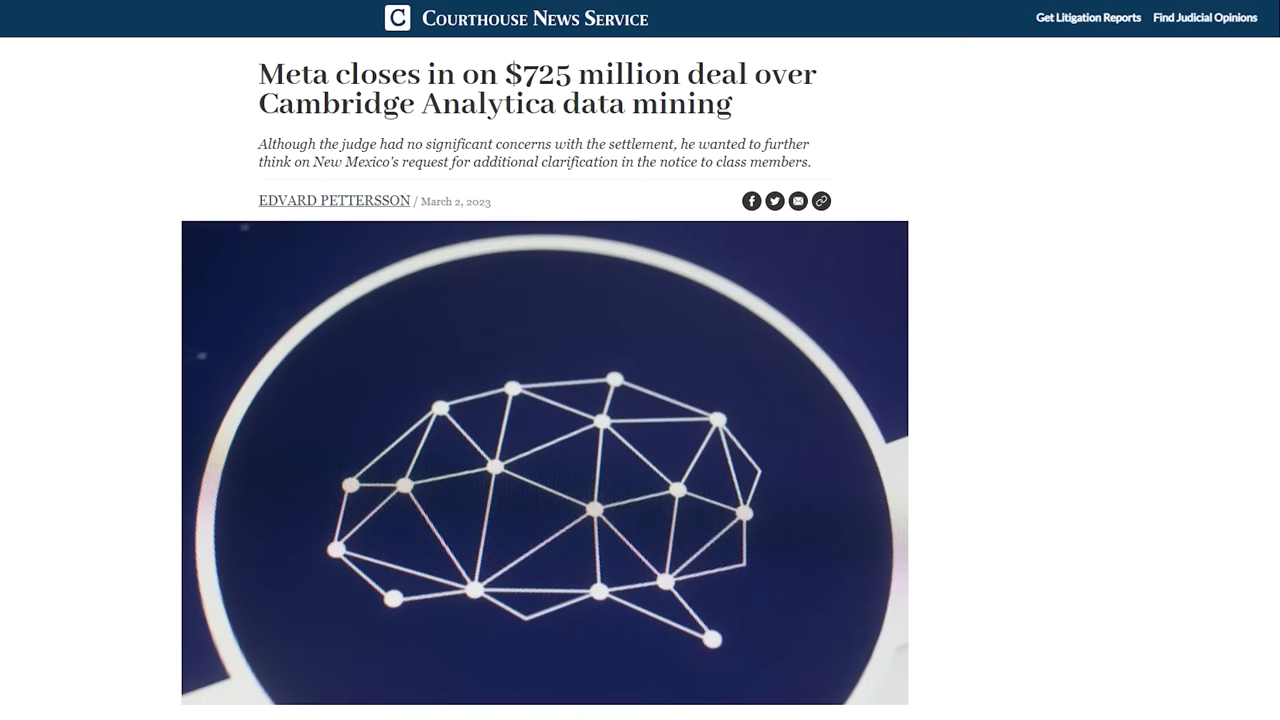 C COURTHOUSE NEWS SERVICE
Get Litigation Reports Find Judicial Opinions
Meta closes in on $725 million deal over
Cambridge Analytica data mining
Although the judge had no significant concerns with the settlement, he wanted to further
think on New Mexico's request for additional clarification in the notice to class members.
EDVARD PETTERSSON / March 2, 2023